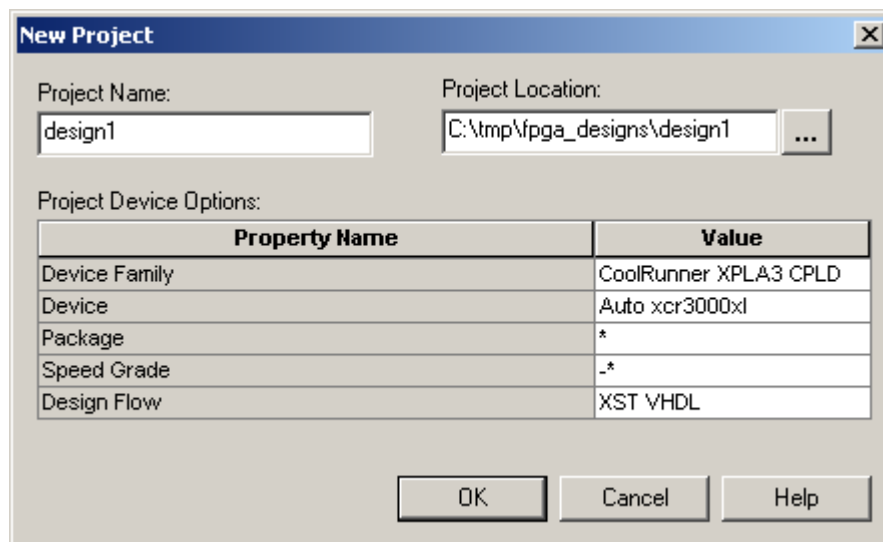 New Project
Project Name:
Project Location:
design1
C:\tmp\fpga_designs\design1
...
Project Device Options:
Property Name Value
Device Family CoolRunner XPLA3 CPLD
Device Auto xcr3000xl
Package *
Speed Grade -*
Design Flow XST VHDL
OK Cancel Help